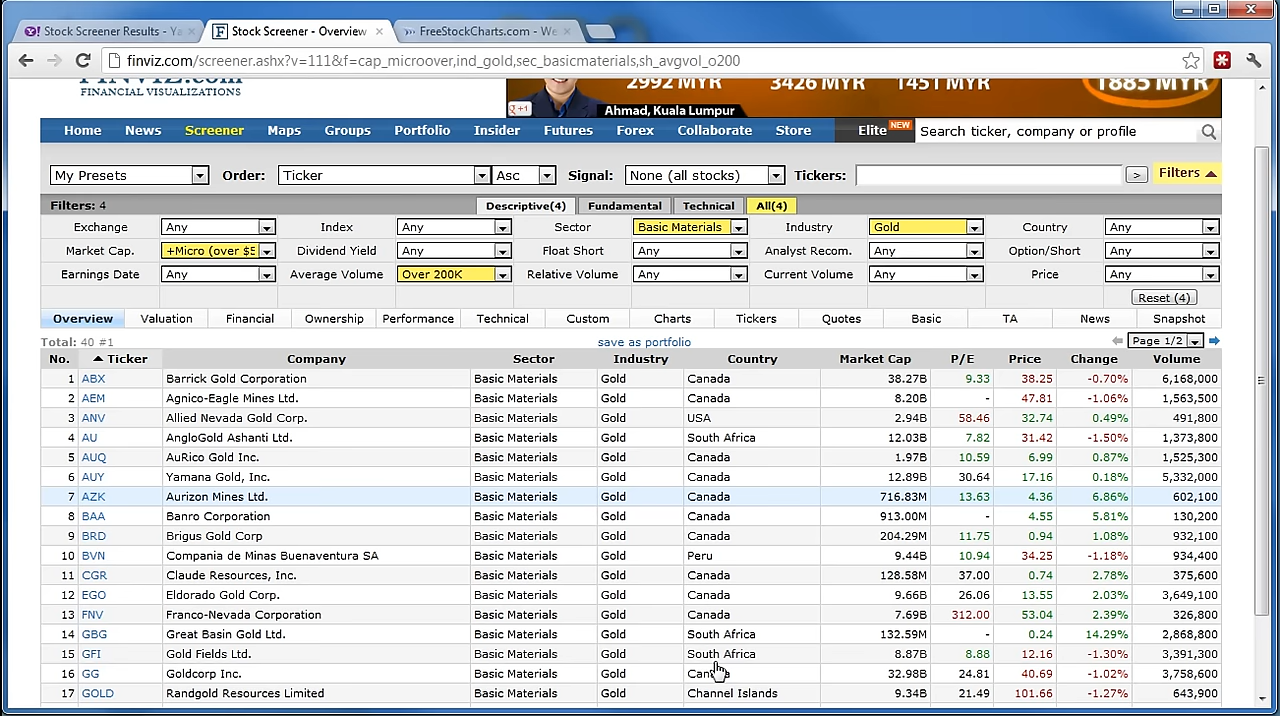 Stock Screener Results - Ya
Stock Screener - Overview
FreeStockCharts.com - We
finviz.com/screener.ashx?v=111&f=cap_microover,ind_gold,sec_basicmaterials,sh_avgvol_o200
FINVIZ.com
FINANCIAL VISUALIZATIONS
+1
2992 MYR 3426 MYR 1451 MYR 1885 MYR
Ahmad, Kuala Lumpur
Home News Screener Maps Groups Portfolio Insider Futures Forex Collaborate Store Elite NEW Search ticker, company or profile
My Presets Order: Ticker Asc Signal: None (all stocks) Tickers: > Filters
Filters: 4 Descriptive(4) Fundamental Technical All(4)
Exchange Any Index Any Sector Basic Materials Industry Gold Country Any
Market Cap. +Micro (over $5 Dividend Yield Any Float Short Any Analyst Recom. Any Option/Short Any
Earnings Date Any Average Volume Over 200K Relative Volume Any Current Volume Any Price Any
Reset (4)
Overview Valuation Financial Ownership Performance Technical Custom Charts Tickers Quotes Basic TA News Snapshot
Total: 40 #1 save as portfolio Page 1/2
No. Ticker Company Sector Industry Country Market Cap P/E Price Change Volume
1 ABX Barrick Gold Corporation Basic Materials Gold Canada 38.27B 9.33 38.25 -0.70% 6,168,000
2 AEM Agnico-Eagle Mines Ltd. Basic Materials Gold Canada 8.20B - 47.81 -1.06% 1,563,500
3 ANV Allied Nevada Gold Corp. Basic Materials Gold USA 2.94B 58.46 32.74 0.49% 491,800
4 AU AngloGold Ashanti Ltd. Basic Materials Gold South Africa 12.03B 7.82 31.42 -1.50% 1,373,800
5 AUQ AuRico Gold Inc. Basic Materials Gold Canada 1.97B 10.59 6.99 0.87% 1,525,300
6 AUY Yamana Gold, Inc. Basic Materials Gold Canada 12.89B 30.64 17.16 0.18% 5,332,000
7 AZK Aurizon Mines Ltd. Basic Materials Gold Canada 716.83M 13.63 4.36 6.86% 602,100
8 BAA Banro Corporation Basic Materials Gold Canada 913.00M - 4.55 5.81% 130,200
9 BRD Brigus Gold Corp Basic Materials Gold Canada 204.29M 11.75 0.94 1.08% 932,100
10 BVN Compania de Minas Buenaventura SA Basic Materials Gold Peru 9.44B 10.94 34.25 -1.18% 934,400
11 CGR Claude Resources, Inc. Basic Materials Gold Canada 128.58M 37.00 0.74 2.78% 375,600
12 EGO Eldorado Gold Corp. Basic Materials Gold Canada 9.66B 26.06 13.55 2.03% 3,649,100
13 FNV Franco-Nevada Corporation Basic Materials Gold Canada 7.69B 312.00 53.04 2.39% 326,800
14 GBG Great Basin Gold Ltd. Basic Materials Gold South Africa 132.59M - 0.24 14.29% 2,868,800
15 GFI Gold Fields Ltd. Basic Materials Gold South Africa 8.87B 8.88 12.16 -1.30% 3,391,300
16 GG Goldcorp Inc. Basic Materials Gold Canada 32.98B 24.81 40.69 -1.02% 3,758,600
17 GOLD Randgold Resources Limited Basic Materials Gold Channel Islands 9.34B 21.49 101.66 -1.27% 643,900